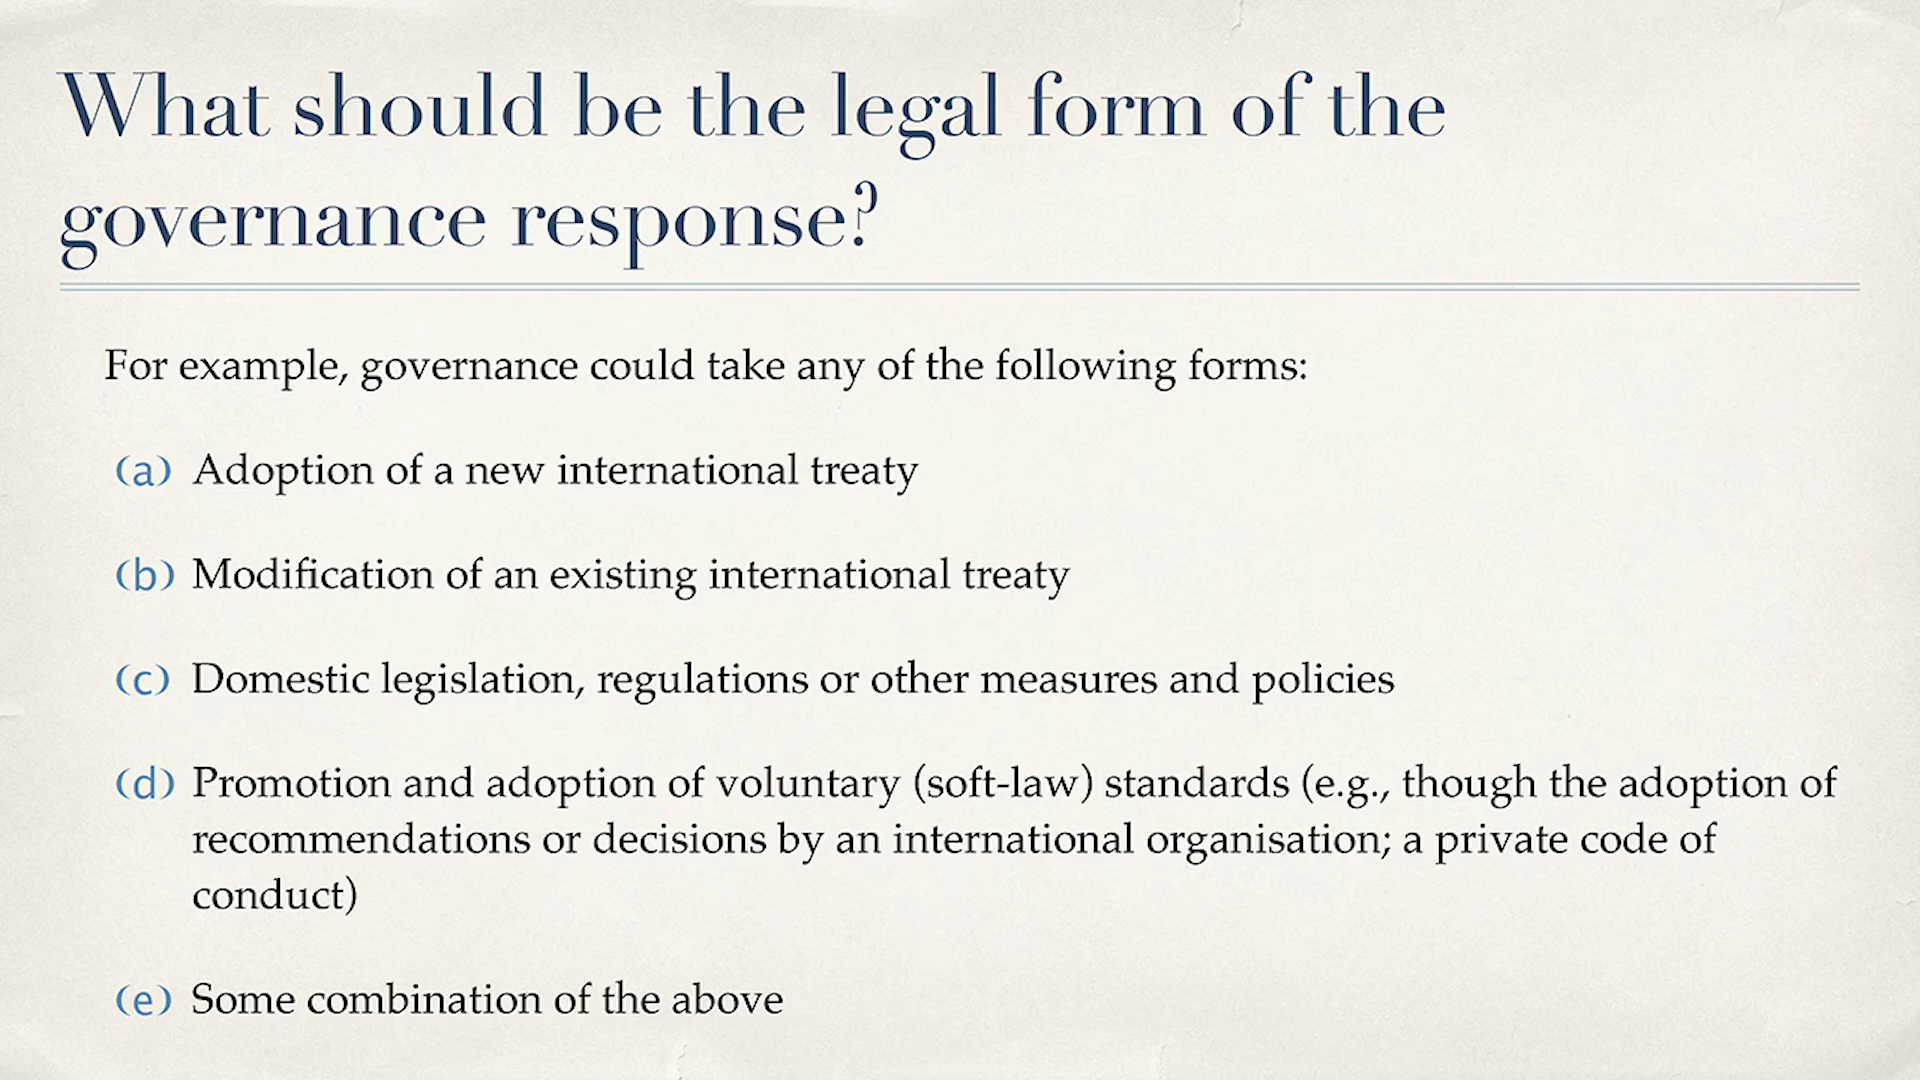 What should be the legal form of the
governance response?
For example, governance could take any of the following forms:
(a) Adoption of a new international treaty
(b) Modification of an existing international treaty
(c) Domestic legislation, regulations or other measures and policies
(d) Promotion and adoption of voluntary (soft-law) standards (e.g., though the adoption of
recommendations or decisions by an international organisation; a private code of
conduct)
(e) Some combination of the above